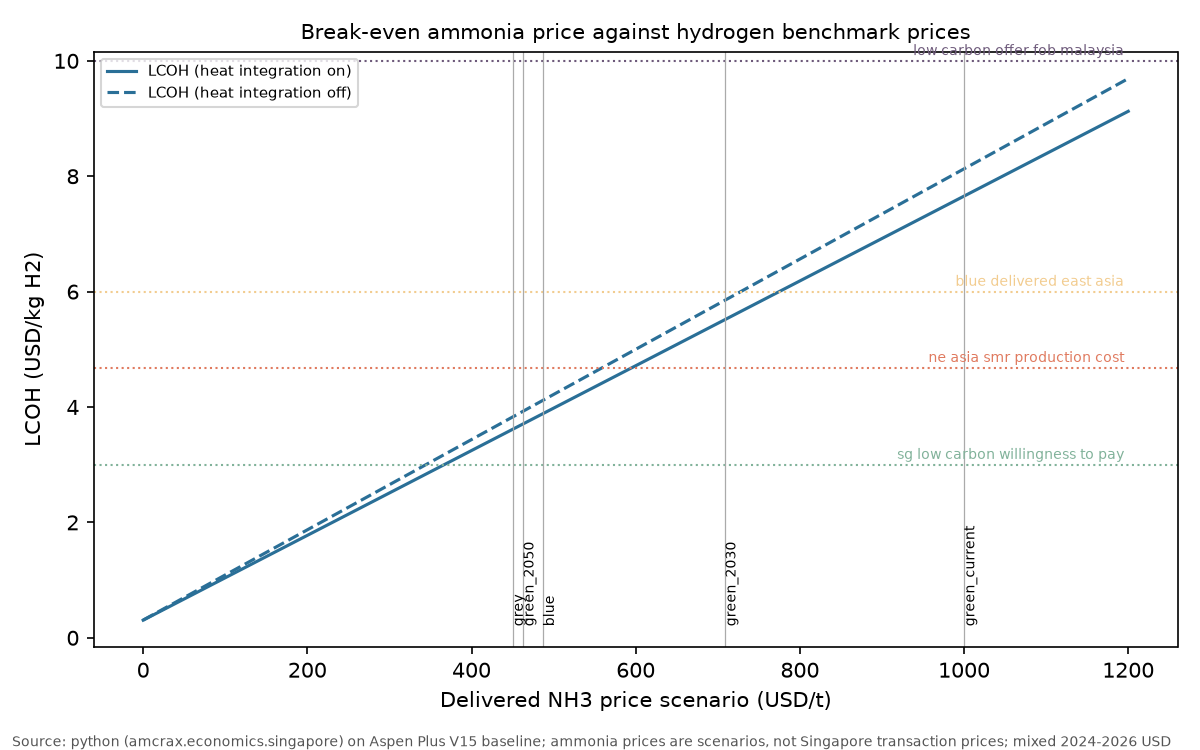 Break-even ammonia price against hydrogen benchmark prices
low carbon offer fob malaysia
LCOH (heat integration on)
LCOH (heat integration off)
blue delivered east asia
ne asia smr production cost
sg low carbon willingness to pay
grey
green_2050
blue
green_2030
green_current
LCOH (USD/kg H2)
10
8
6
4
2
0
0 200 400 600 800 1000 1200
Delivered NH3 price scenario (USD/t)
Source: python (amcrax.economics.singapore) on Aspen Plus V15 baseline; ammonia prices are scenarios, not Singapore transaction prices; mixed 2024-2026 USD